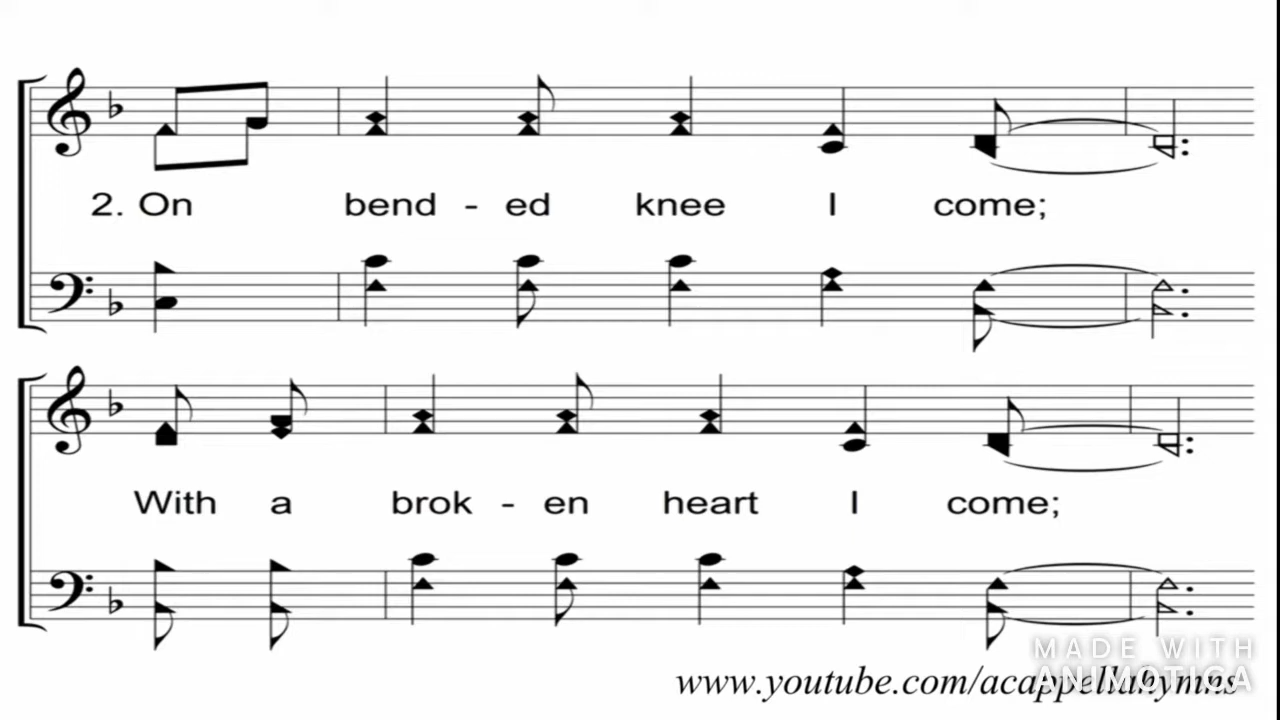 2. On bend - ed knee I come;
With a brok - en heart I come;
MADE WITH
ANIMOTICA
www.youtube.com/acappellahymns